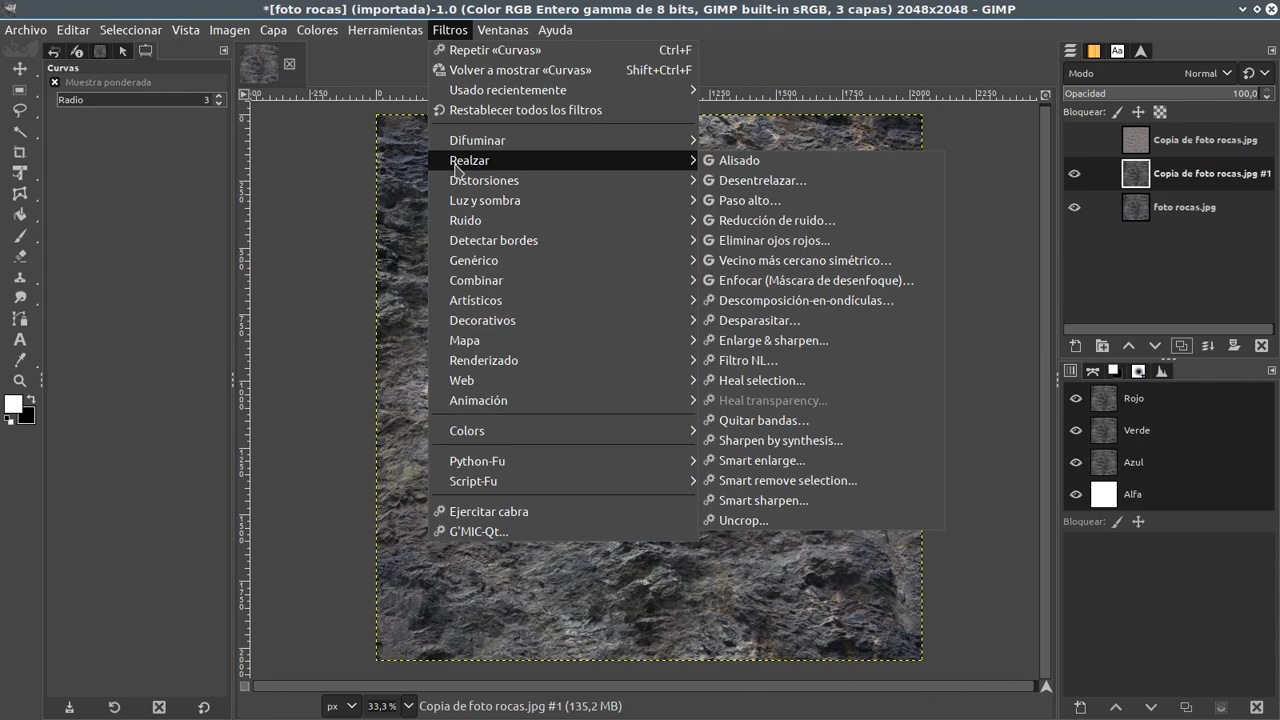 *[foto rocas] (importada)-1.0 (Color RGB Entero gamma de 8 bits, GIMP built-in sRGB, 3 capas) 2048x2048 – GIMP
Archivo Editar Seleccionar Vista Imagen Capa Colores Herramientas Filtros Ventanas Ayuda
Curvas
Muestra ponderada
Radio 3
Repetir «Curvas» Ctrl+F
Volver a mostrar «Curvas» Shift+Ctrl+F
Usado recientemente
Restablecer todos los filtros
Difuminar
Realzar
Distorsiones
Luz y sombra
Ruido
Detectar bordes
Genérico
Combinar
Artísticos
Decorativos
Mapa
Renderizado
Web
Animación
Colors
Python-Fu
Script-Fu
Ejercitar cabra
G'MIC-Qt...
Alisado
Desentrelazar...
Paso alto...
Reducción de ruido...
Eliminar ojos rojos...
Vecino más cercano simétrico...
Enfocar (Máscara de desenfoque)...
Descomposición-en-ondículas...
Desparasitar...
Enlarge & sharpen...
Filtro NL...
Heal selection...
Heal transparency...
Quitar bandas...
Sharpen by synthesis...
Smart enlarge...
Smart remove selection...
Smart sharpen...
Uncrop...
-250 0 1250 1500 1750 2000
Modo Normal
Opacidad 100,0
Bloquear:
Copia de foto rocas.jpg
Copia de foto rocas.jpg #1
foto rocas.jpg
Rojo
Verde
Azul
Alfa
Bloquear:
px 33,3 % Copia de foto rocas.jpg #1 (135,2 MB)